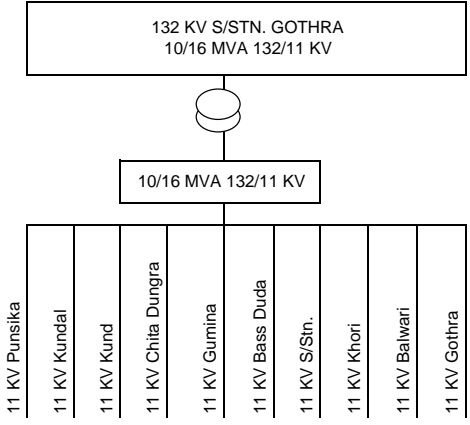 132 KV S/STN. GOTHRA
10/16 MVA 132/11 KV
10/16 MVA 132/11 KV
11 KV Punsika
11 KV Kundal
11 KV Kund
11 KV Chita Dungra
11 KV Gumina
11 KV Bass Duda
11 KV S/Stn.
11 KV Khori
11 KV Balwari
11 KV Gothra